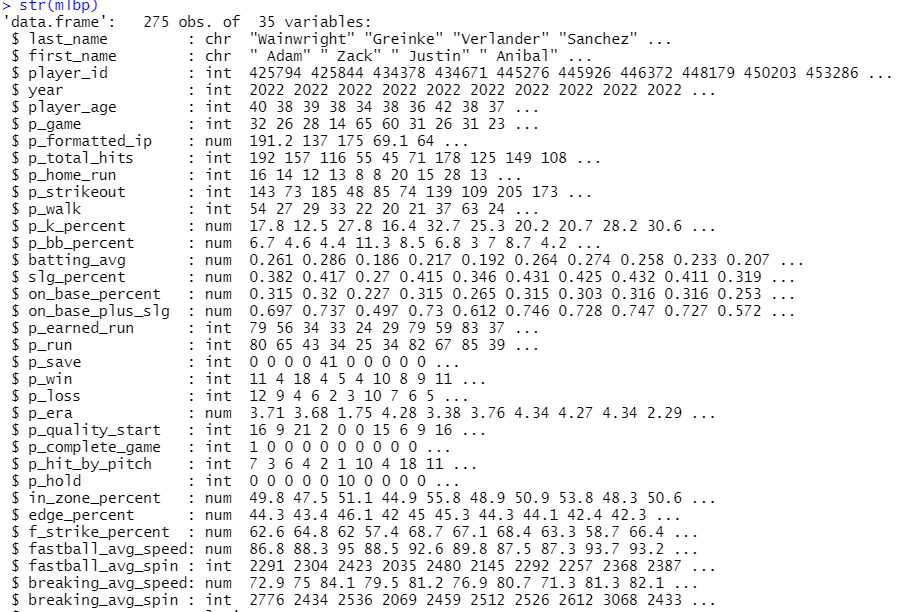 > str(mlbp)
'data.frame':   275 obs. of  35 variables:
 $ last_name         : chr  "Wainwright" "Greinke" "Verlander" "Sanchez" ...
 $ first_name        : chr  " Adam" " Zack" " Justin" " Anibal" ...
 $ player_id         : int  425794 425844 434378 434671 445276 445926 446372 448179 450203 453286 ...
 $ year              : int  2022 2022 2022 2022 2022 2022 2022 2022 2022 2022 ...
 $ player_age        : int  40 38 39 38 34 38 36 42 38 37 ...
 $ p_game            : int  32 26 28 14 65 60 31 26 31 23 ...
 $ p_formatted_ip    : num  191.2 137 175 69.1 64 ...
 $ p_total_hits      : int  192 157 116 55 45 71 178 125 149 108 ...
 $ p_home_run        : int  16 14 12 13 8 8 20 15 28 13 ...
 $ p_strikeout       : int  143 73 185 48 85 74 139 109 205 173 ...
 $ p_walk            : int  54 27 29 33 22 20 21 37 63 24 ...
 $ p_k_percent       : num  17.8 12.5 27.8 16.4 32.7 25.3 20.2 20.7 28.2 30.6 ...
 $ p_bb_percent      : num  6.7 4.6 4.4 11.3 8.5 6.8 3 7 8.7 4.2 ...
 $ batting_avg       : num  0.261 0.286 0.186 0.217 0.192 0.264 0.274 0.258 0.233 0.207 ...
 $ slg_percent       : num  0.382 0.417 0.27 0.415 0.346 0.431 0.425 0.432 0.411 0.319 ...
 $ on_base_percent   : num  0.315 0.32 0.227 0.315 0.265 0.315 0.303 0.316 0.316 0.253 ...
 $ on_base_plus_slg  : num  0.697 0.737 0.497 0.73 0.612 0.746 0.728 0.747 0.727 0.572 ...
 $ p_earned_run      : int  79 56 34 33 24 29 79 59 83 37 ...
 $ p_run             : int  80 65 43 34 25 34 82 67 85 39 ...
 $ p_save            : int  0 0 0 0 41 0 0 0 0 0 ...
 $ p_win             : int  11 4 18 4 5 4 10 8 9 11 ...
 $ p_loss            : int  12 9 4 6 2 3 10 7 6 5 ...
 $ p_era             : num  3.71 3.68 1.75 4.28 3.38 3.76 4.34 4.27 4.34 2.29 ...
 $ p_quality_start   : int  16 9 21 2 0 0 15 6 9 16 ...
 $ p_complete_game   : int  1 0 0 0 0 0 0 0 0 0 ...
 $ p_hit_by_pitch    : int  7 3 6 4 2 1 10 4 18 11 ...
 $ p_hold            : int  0 0 0 0 0 10 0 0 0 0 ...
 $ in_zone_percent   : num  49.8 47.5 51.1 44.9 55.8 48.9 50.9 53.8 48.3 50.6 ...
 $ edge_percent      : num  44.3 43.4 46.1 42 45 45.3 44.3 44.1 42.4 42.3 ...
 $ f_strike_percent  : num  62.6 64.8 62 57.4 68.7 67.1 68.4 63.3 58.7 66.4 ...
 $ fastball_avg_speed: num  86.8 88.3 95 88.5 92.6 89.8 87.5 87.3 93.7 93.2 ...
 $ fastball_avg_spin : int  2291 2304 2423 2035 2480 2145 2292 2257 2368 2387 ...
 $ breaking_avg_speed: num  72.9 75 84.1 79.5 81.2 76.9 80.7 71.3 81.3 82.1 ...
 $ breaking_avg_spin : int  2776 2434 2536 2069 2459 2512 2526 2612 3068 2433 ...